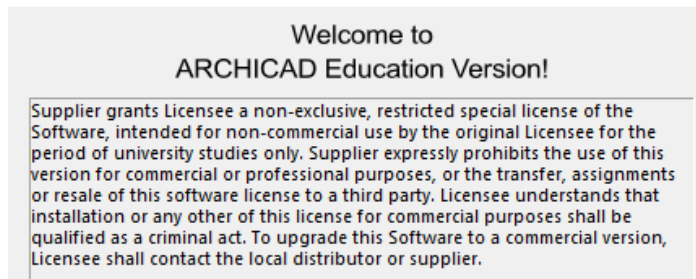 Welcome to
ARCHICAD Education Version!
Supplier grants Licensee a non-exclusive, restricted special license of the
Software, intended for non-commercial use by the original Licensee for the
period of university studies only. Supplier expressly prohibits the use of this
version for commercial or professional purposes, or the transfer, assignments
or resale of this software license to a third party. Licensee understands that
installation or any other of this license for commercial purposes shall be
qualified as a criminal act. To upgrade this Software to a commercial version,
Licensee shall contact the local distributor or supplier.